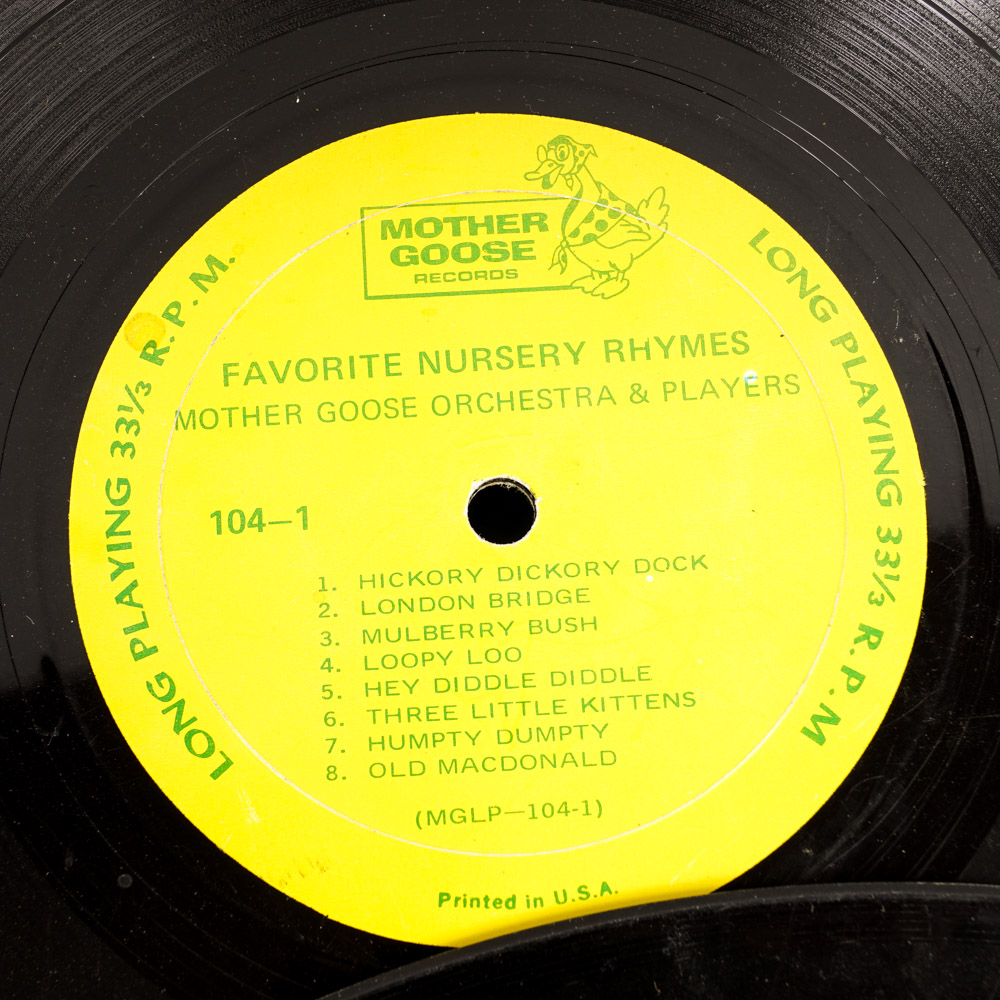 MOTHER
GOOSE
RECORDS
LONG PLAYING 33⅓ R.P.M.
LONG PLAYING 33⅓ R.P.M
FAVORITE NURSERY RHYMES
MOTHER GOOSE ORCHESTRA & PLAYERS
104—1
1. HICKORY DICKORY DOCK
2. LONDON BRIDGE
3. MULBERRY BUSH
4. LOOPY LOO
5. HEY DIDDLE DIDDLE
6. THREE LITTLE KITTENS
7. HUMPTY DUMPTY
8. OLD MACDONALD
(MGLP—104-1)
Printed in U.S.A.